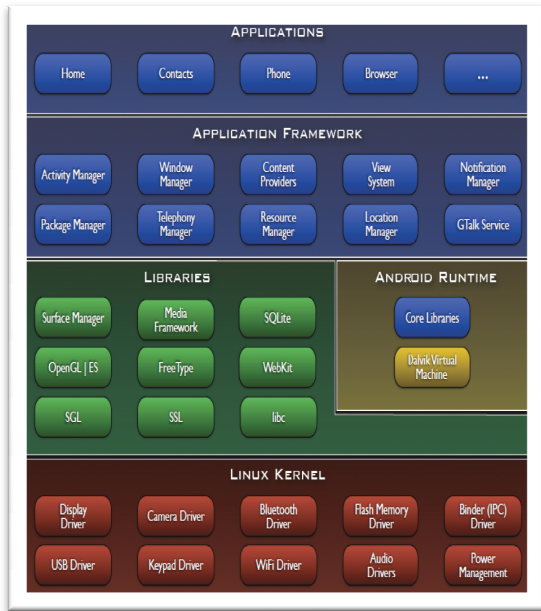 APPLICATIONS
Home
Contacts
Phone
Browser
...
APPLICATION FRAMEWORK
Activity Manager
Window
Manager
Content
Providers
View
System
Notification
Manager
Package Manager
Telephony
Manager
Resource
Manager
Location
Manager
GTalk Service
LIBRARIES
Surface Manager
Media
Framework
SQLite
OpenGL | ES
FreeType
WebKit
SGL
SSL
libc
ANDROID RUNTIME
Core Libraries
Dalvik Virtual
Machine
LINUX KERNEL
Display
Driver
Camera Driver
Bluetooth
Driver
Flash Memory
Driver
Binder (IPC)
Driver
USB Driver
Keypad Driver
WiFi Driver
Audio
Drivers
Power
Management